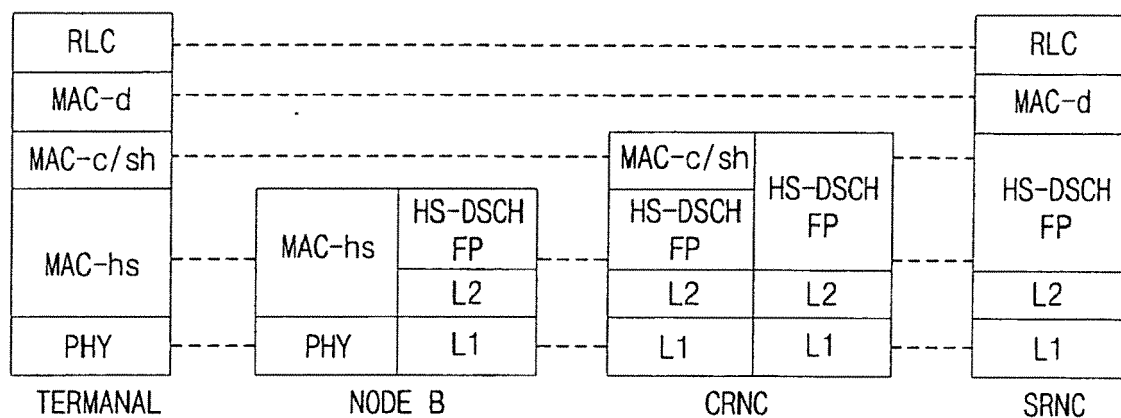 RLC
RLC
MAC-d
MAC-d
MAC-c/sh
MAC-c/sh
HS-DSCH
FP
HS-DSCH
FP
MAC-hs
MAC-hs
HS-DSCH
FP
HS-DSCH
FP
L2
L2
L2
L2
PHY
PHY
L1
L1
L1
L1
TERMANAL
NODE B
CRNC
SRNC